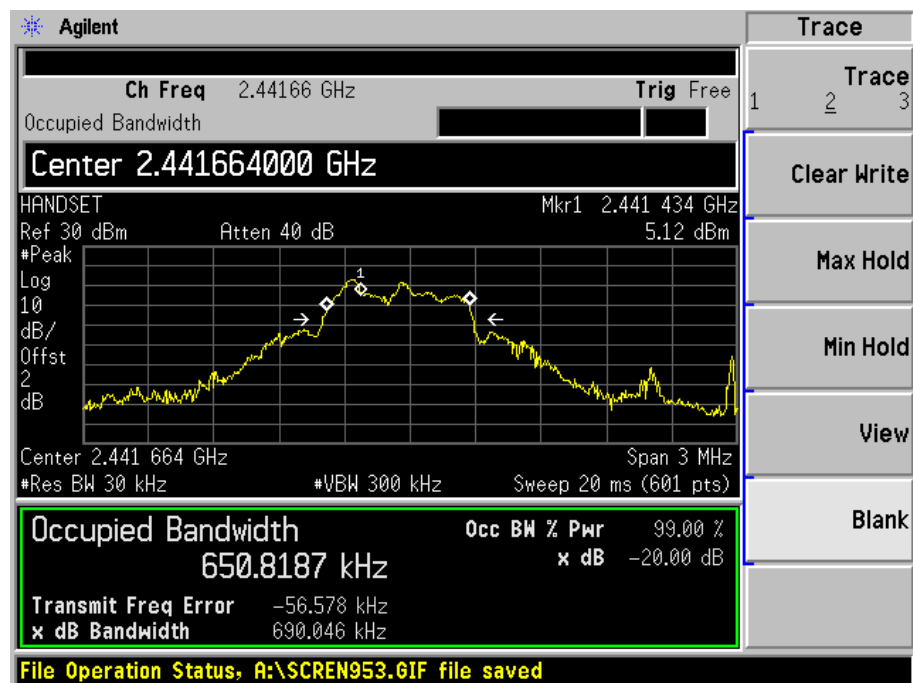 Agilent
Trace
Ch Freq 2.44166 GHz Trig Free
Occupied Bandwidth
Center 2.441664000 GHz
HANDSET Mkr1 2.441 434 GHz
Ref 30 dBm Atten 40 dB 5.12 dBm
#Peak
Log
10
dB/
Offst
2
dB
1
Center 2.441 664 GHz Span 3 MHz
#Res BW 30 kHz #VBW 300 kHz Sweep 20 ms (601 pts)
Occupied Bandwidth Occ BW % Pwr 99.00 %
650.8187 kHz x dB -20.00 dB
Transmit Freq Error -56.578 kHz
x dB Bandwidth 690.046 kHz
File Operation Status, A:\SCREN953.GIF file saved
Trace
1 2 3
Clear Write
Max Hold
Min Hold
View
Blank